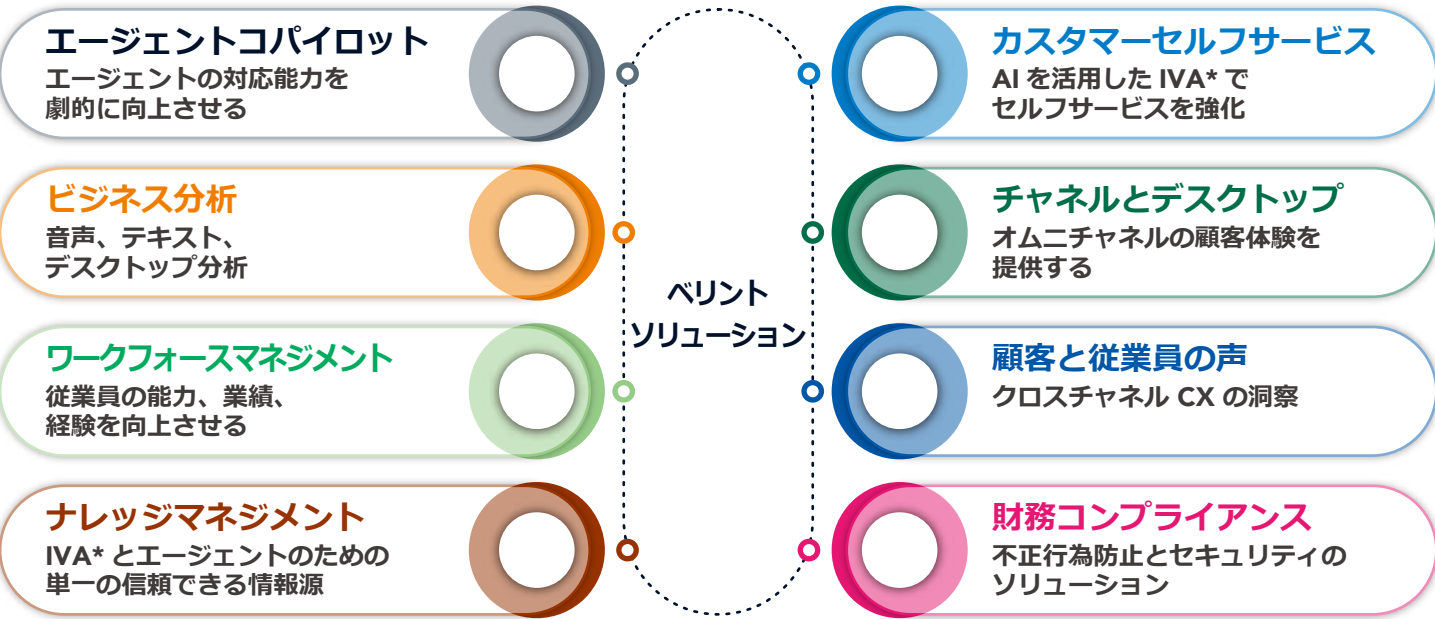 エージェントコパイロット
エージェントの対応能力を
劇的に向上させる
ビジネス分析
音声、テキスト、
デスクトップ分析
ワークフォースマネジメント
従業員の能力、業績、
経験を向上させる
ナレッジマネジメント
IVA* とエージェントのための
単一の信頼できる情報源
ベリント
ソリューション
カスタマーセルフサービス
AI を活用した IVA* で
セルフサービスを強化
チャネルとデスクトップ
オムニチャネルの顧客体験を
提供する
顧客と従業員の声
クロスチャネル CX の洞察
財務コンプライアンス
不正行為防止とセキュリティの
ソリューション